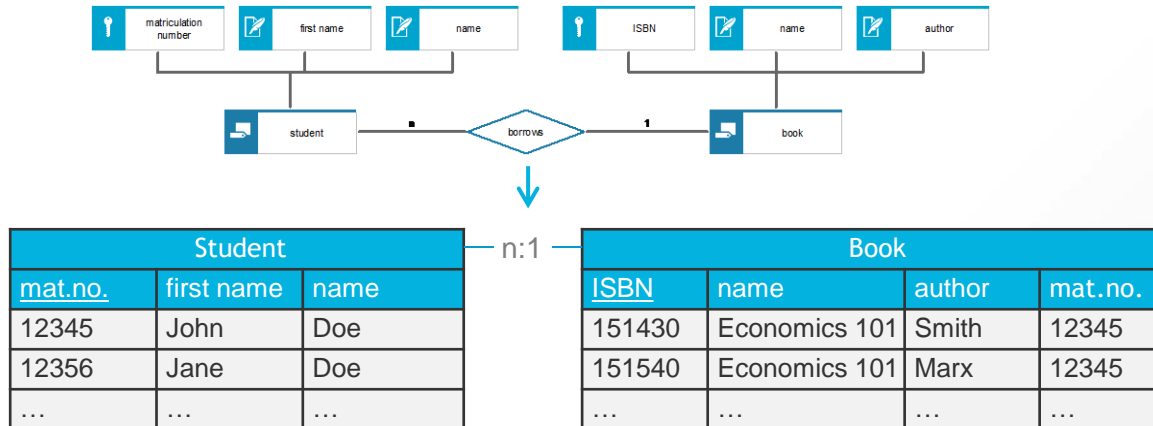 matriculation
number
first name
name
ISBN
name
author
student
n
borrows
1
book
Student
n:1
Book
mat.no. first name name
ISBN name author mat.no.
12345 John Doe
151430 Economics 101 Smith 12345
12356 Jane Doe
151540 Economics 101 Marx 12345
… … …
… … … …